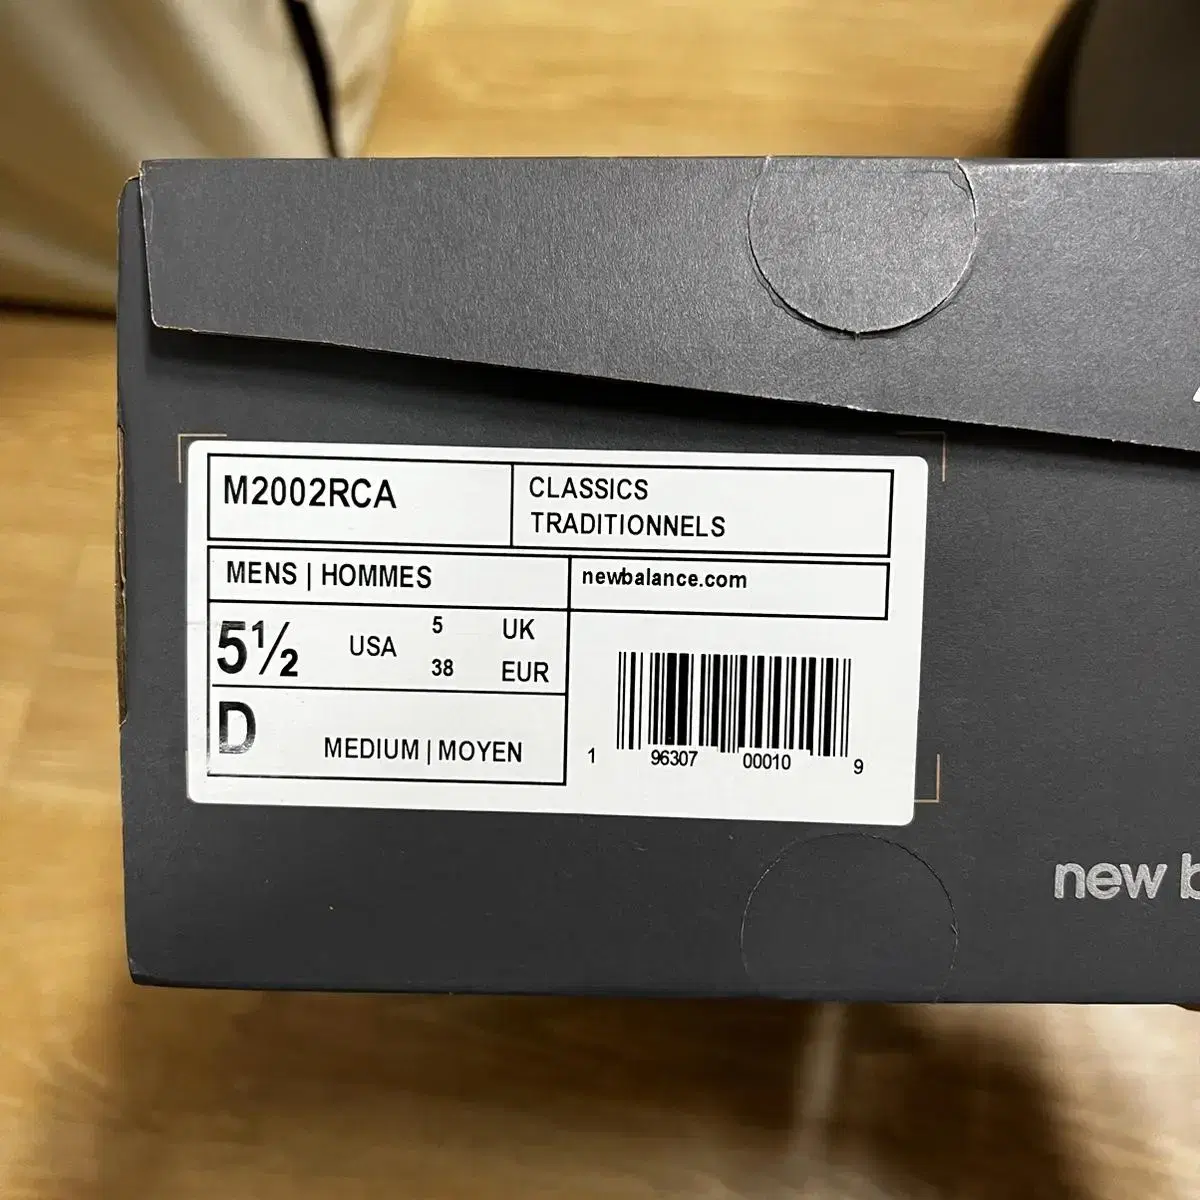 M2002RCA
CLASSICS
TRADITIONNELS
MENS | HOMMES
newbalance.com
5½ USA 5 UK
38 EUR
D MEDIUM | MOYEN
1 96307 00010 9
new b